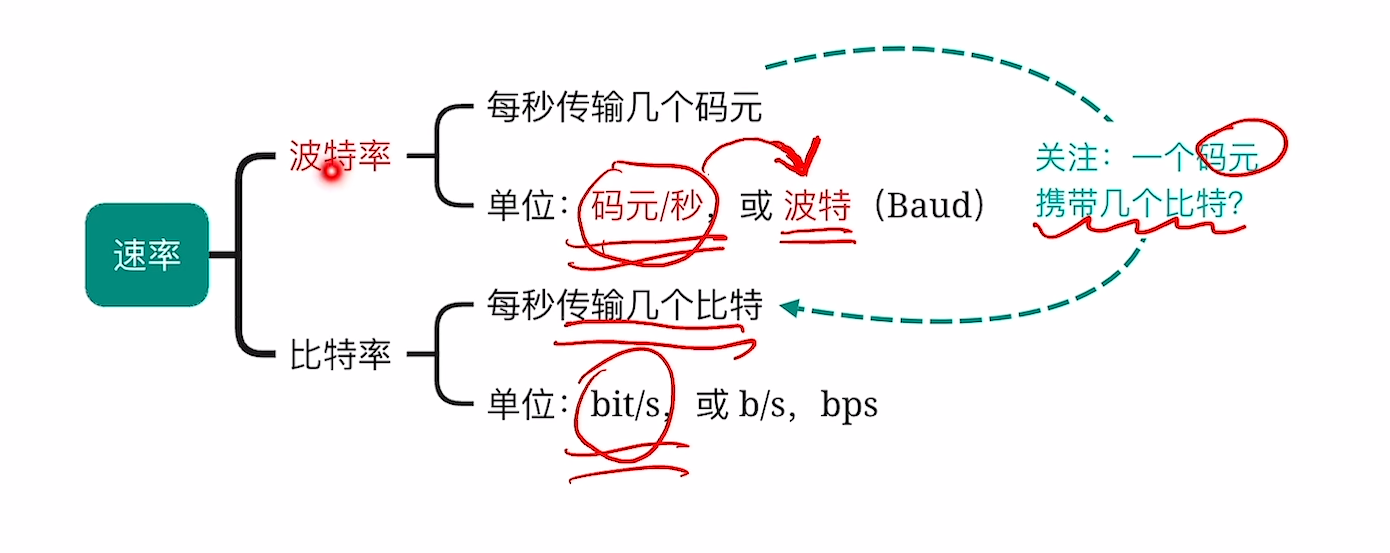 速率
波特率
每秒传输几个码元
单位：码元/秒，或 波特（Baud）
比特率
每秒传输几个比特
单位：bit/s，或 b/s，bps
关注：一个码元
携带几个比特？